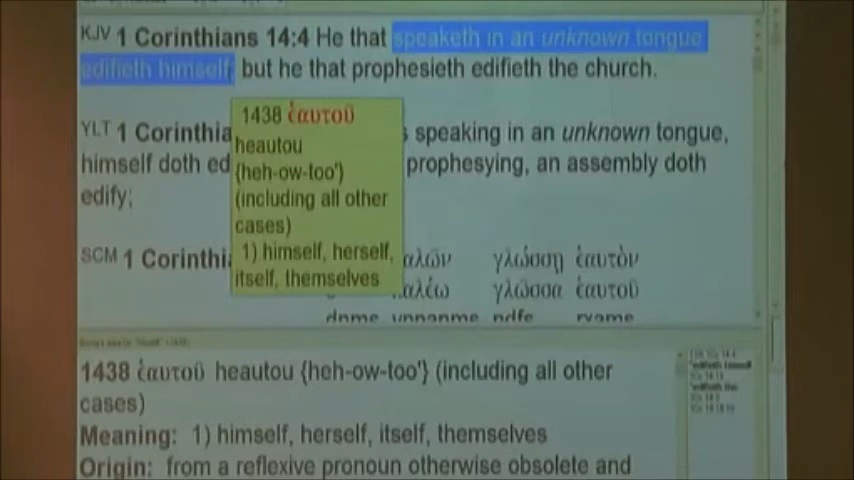 KJV 1 Corinthians 14:4 He that speaketh in an unknown tongue
edifieth himself; but he that prophesieth edifieth the church.
1438 ἑαυτοῦ
heautou
{heh-ow-too'}
(including all other
cases)
1) himself, herself,
itself, themselves
YLT 1 Corinthia speaking in an unknown tongue,
himself doth ed prophesying, an assembly doth
edify;
SCM 1 Corinthi αλῶν γλώσσῃ ἑαυτὸν
αλέω γλῶσσα ἑαυτοῦ
1438 ἑαυτοῦ heautou {heh-ow-too'} (including all other
cases)
Meaning: 1) himself, herself, itself, themselves
Origin: from a reflexive pronoun otherwise obsolete and